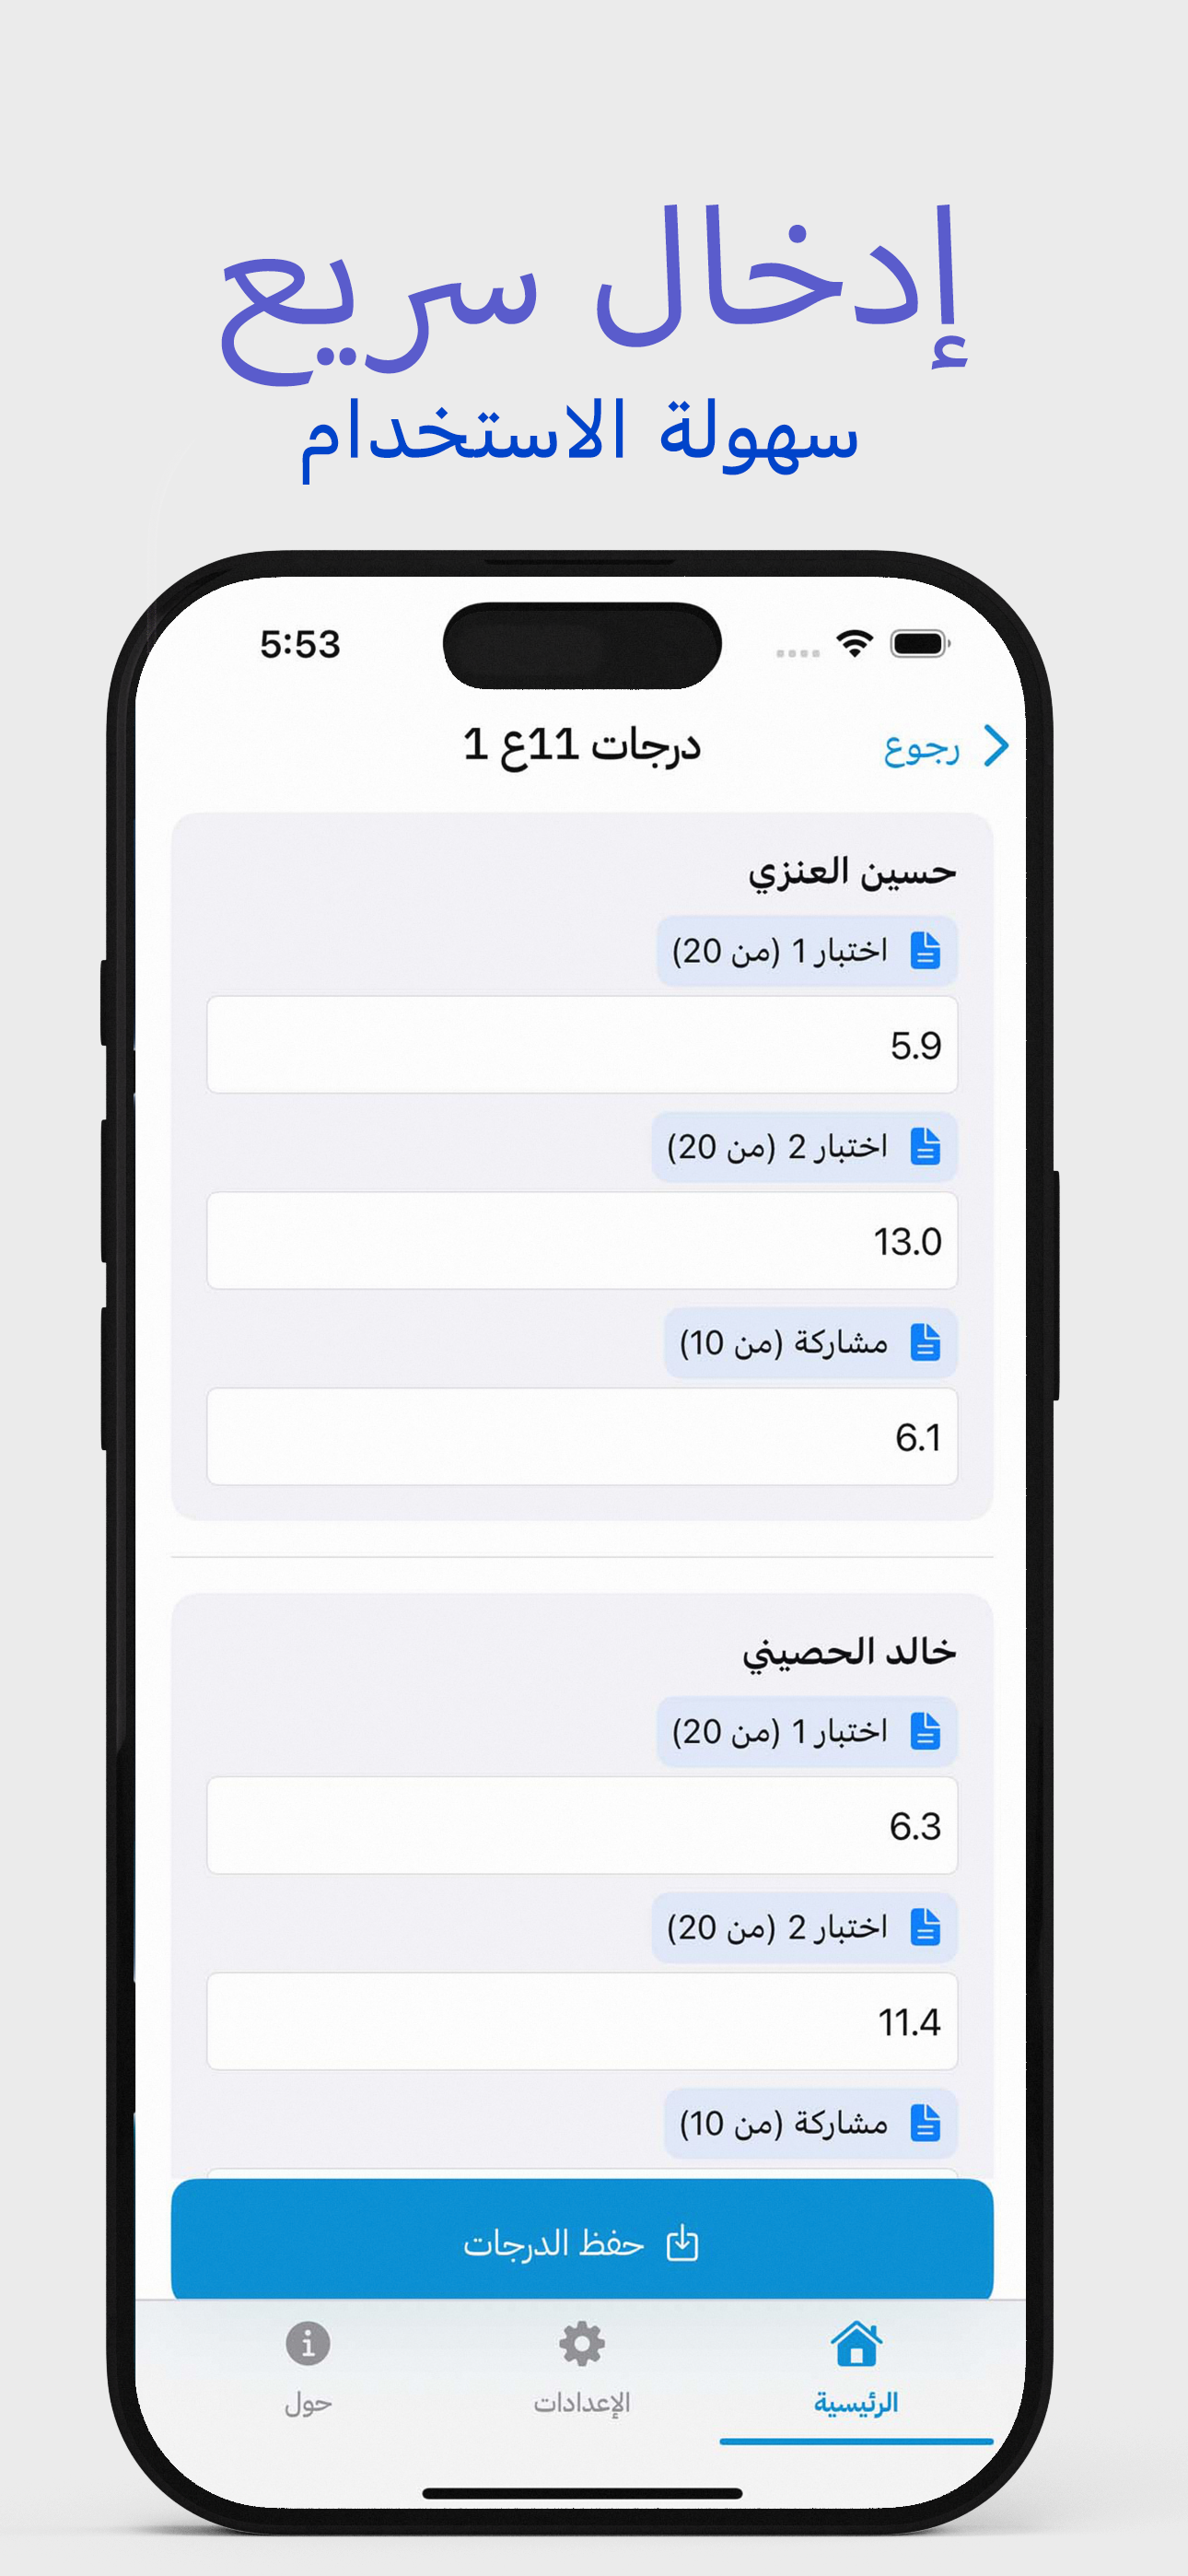 إدخال سريع
سهولة الاستخدام
5:53
رجوع
درجات 11ع 1
حسين العنزي
اختبار 1 (من 20)
5.9
اختبار 2 (من 20)
13.0
مشاركة (من 10)
6.1
خالد الحصيني
اختبار 1 (من 20)
6.3
اختبار 2 (من 20)
11.4
مشاركة (من 10)
حفظ الدرجات
الرئيسية
الإعدادات
حول